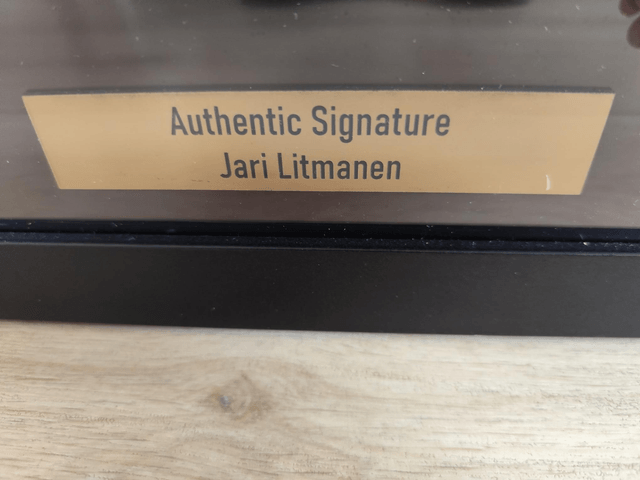 Authentic Signature
Jari Litmanen